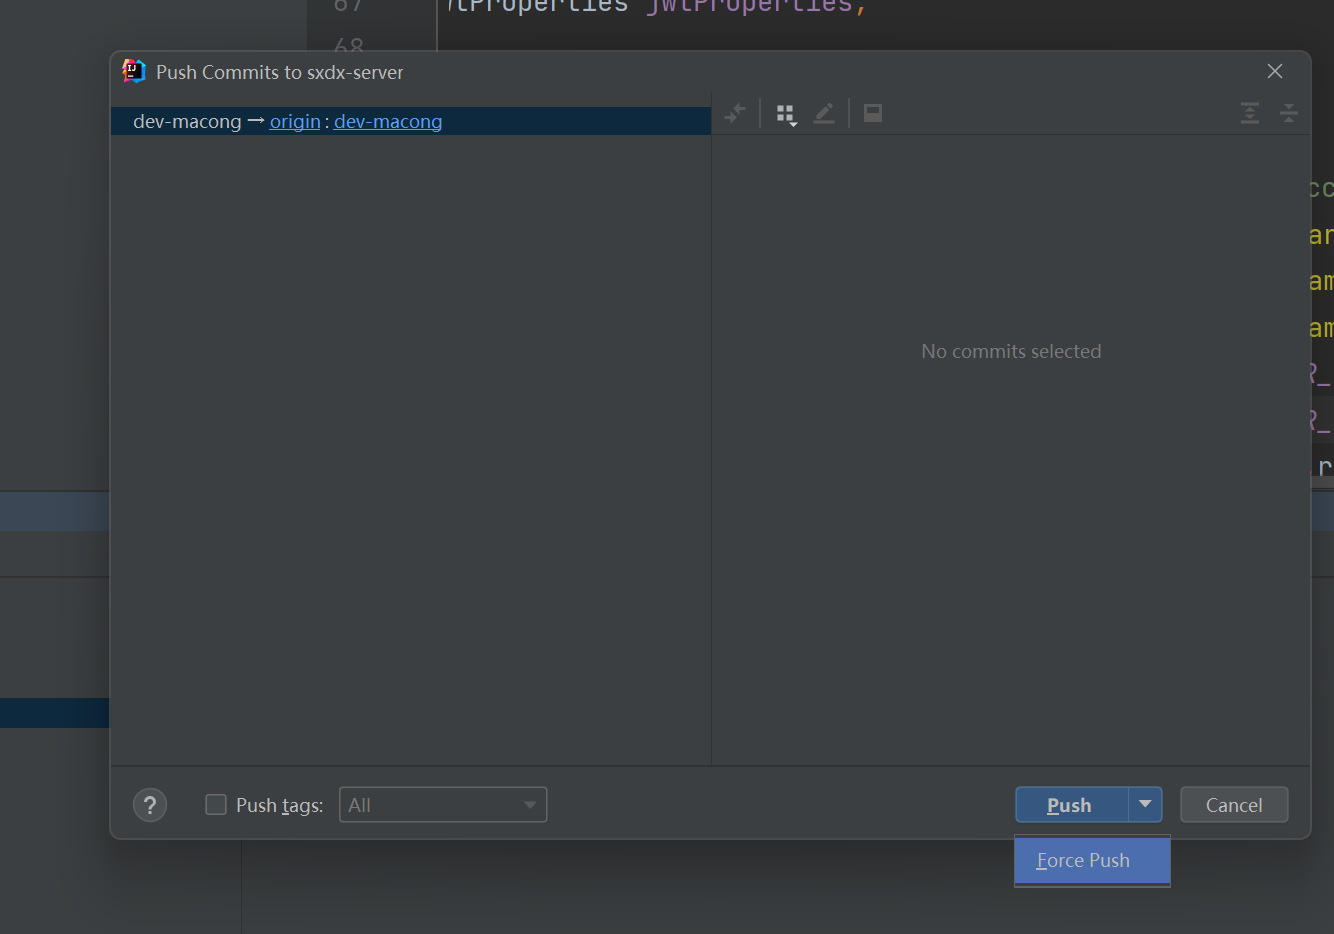 67
jwtProperties,
68
Push Commits to sxdx-server
dev-macong → origin : dev-macong
No commits selected
?
Push tags:
All
Push
Cancel
Force Push